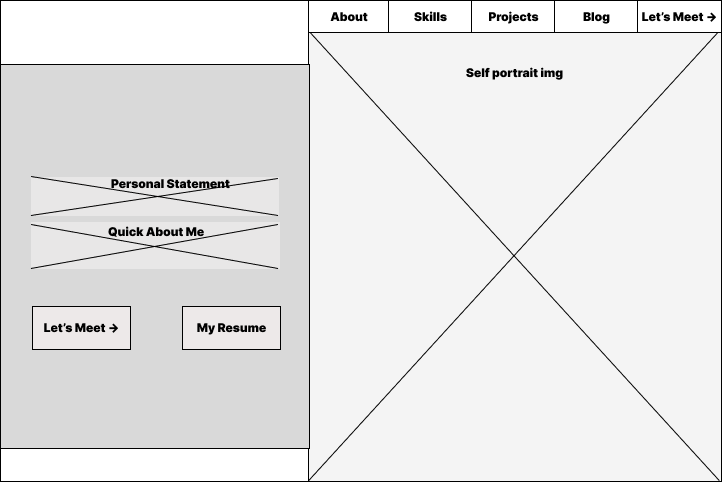 About
Skills
Projects
Blog
Let’s Meet →
Self portrait img
Personal Statement
Quick About Me
Let’s Meet →
My Resume